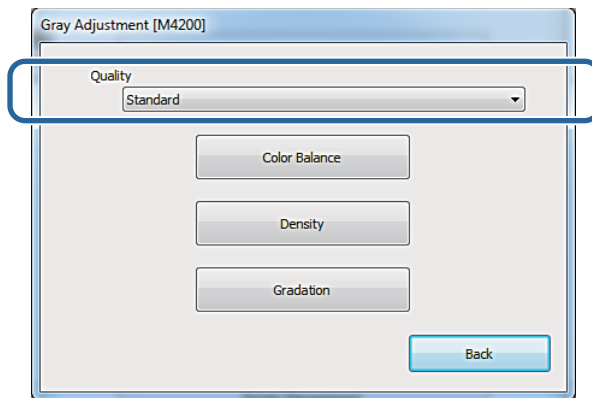 Gray Adjustment [M4200]
Quality
Standard
Color Balance
Density
Gradation
Back